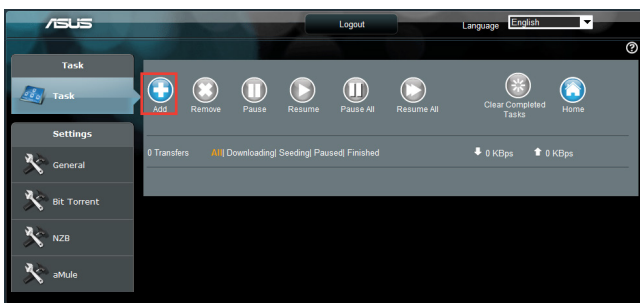 ASUS
Logout
Language English
Task
Task
Settings
General
Bit Torrent
NZB
aMule
Add Remove Pause Resume Pause All Resume All Clear Completed Home
Tasks
0 Transfers All| Downloading| Seeding| Paused| Finished 0 KBps 0 KBps